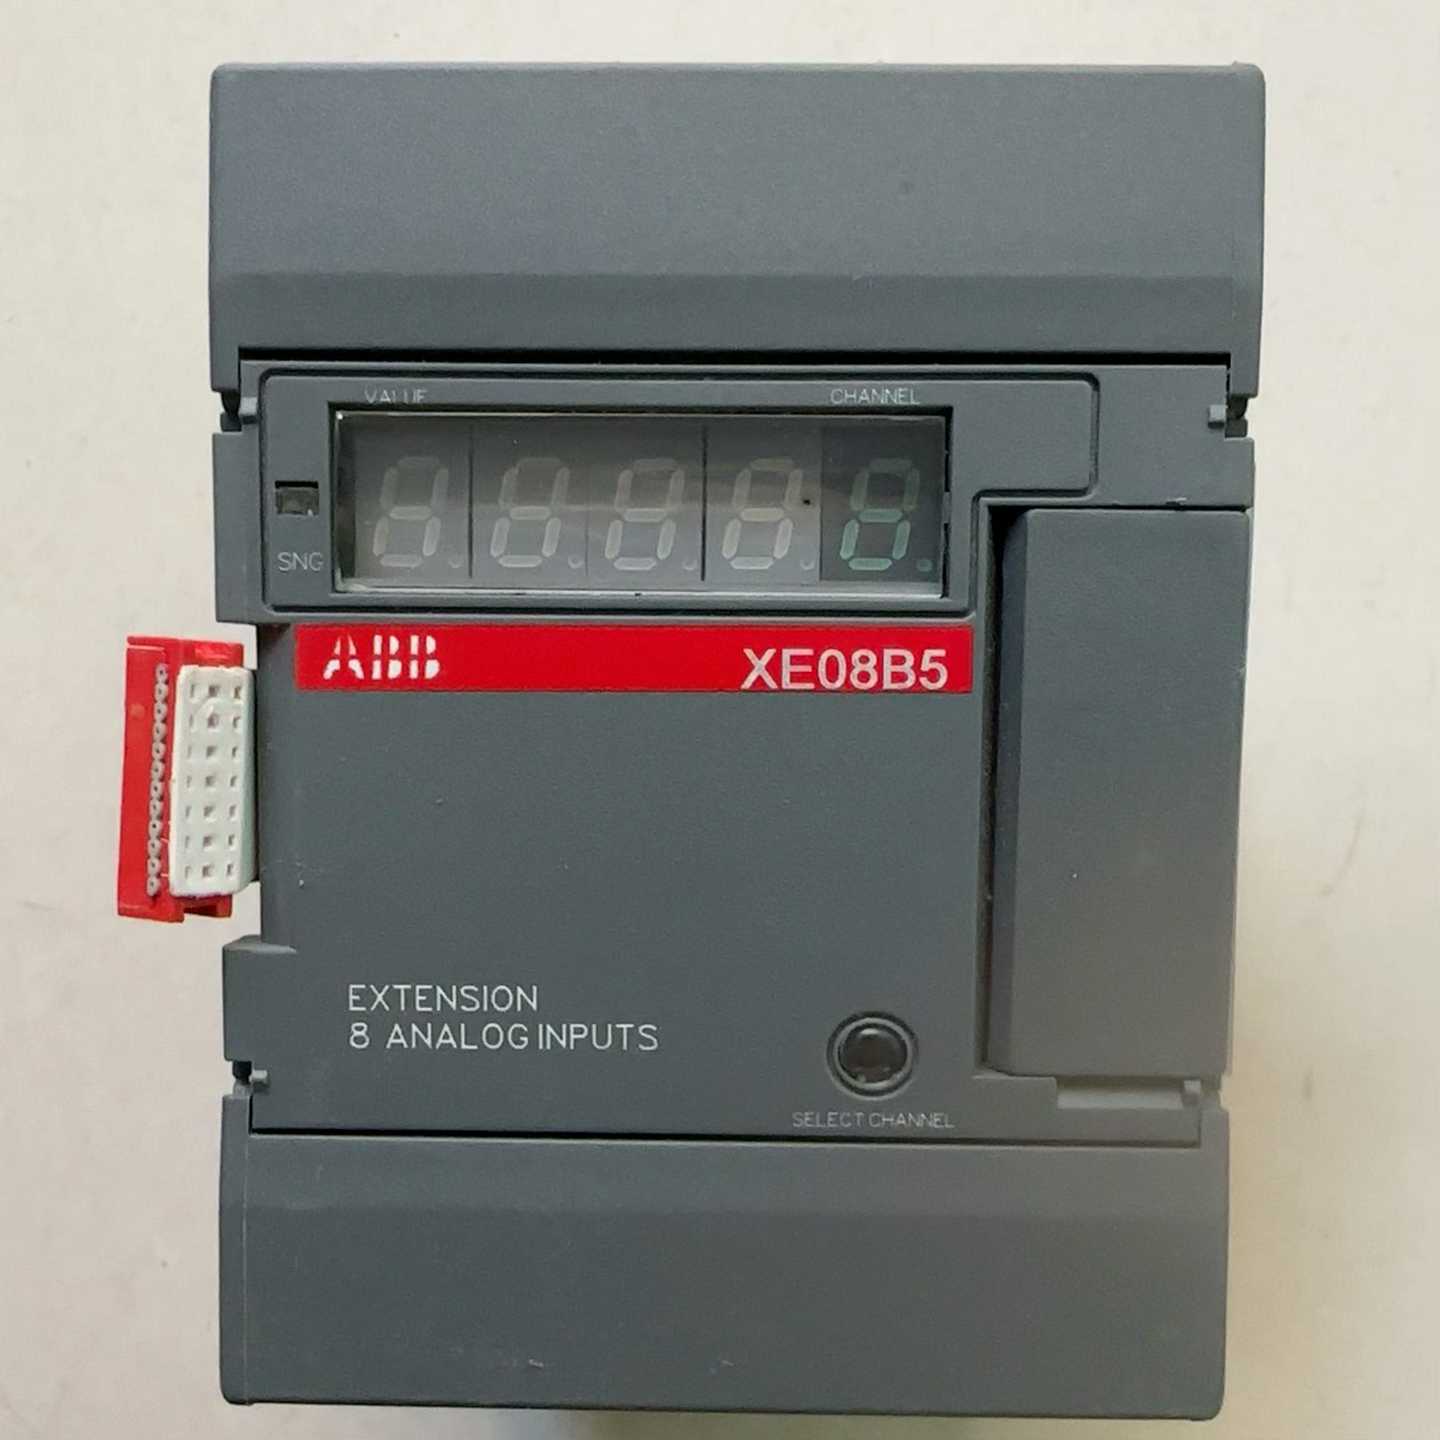 VALUE
CHANNEL
SNG
ABB
XE08B5
EXTENSION
8 ANALOG INPUTS
SELECT CHANNEL